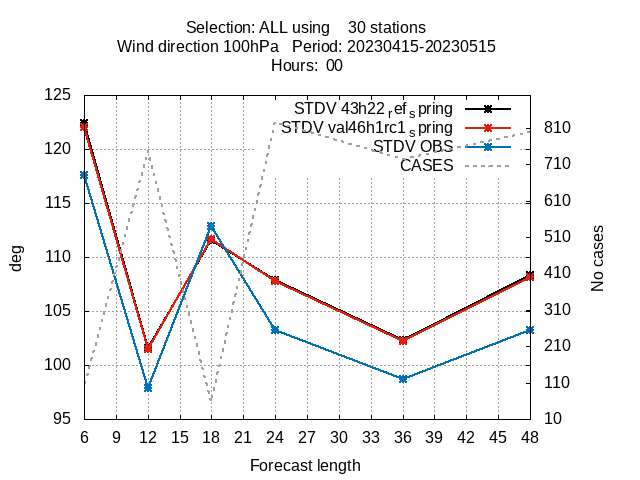 Selection: ALL using 30 stations
Wind direction 100hPa Period: 20230415-20230515
Hours: 00
STDV 43h22refspring
STDV val46h1rc1spring
STDV OBS
CASES
125
120
115
110
105
100
95
deg
810
710
610
510
410
310
210
110
10
No cases
6 9 12 15 18 21 24 27 30 33 36 39 42 45 48
Forecast length